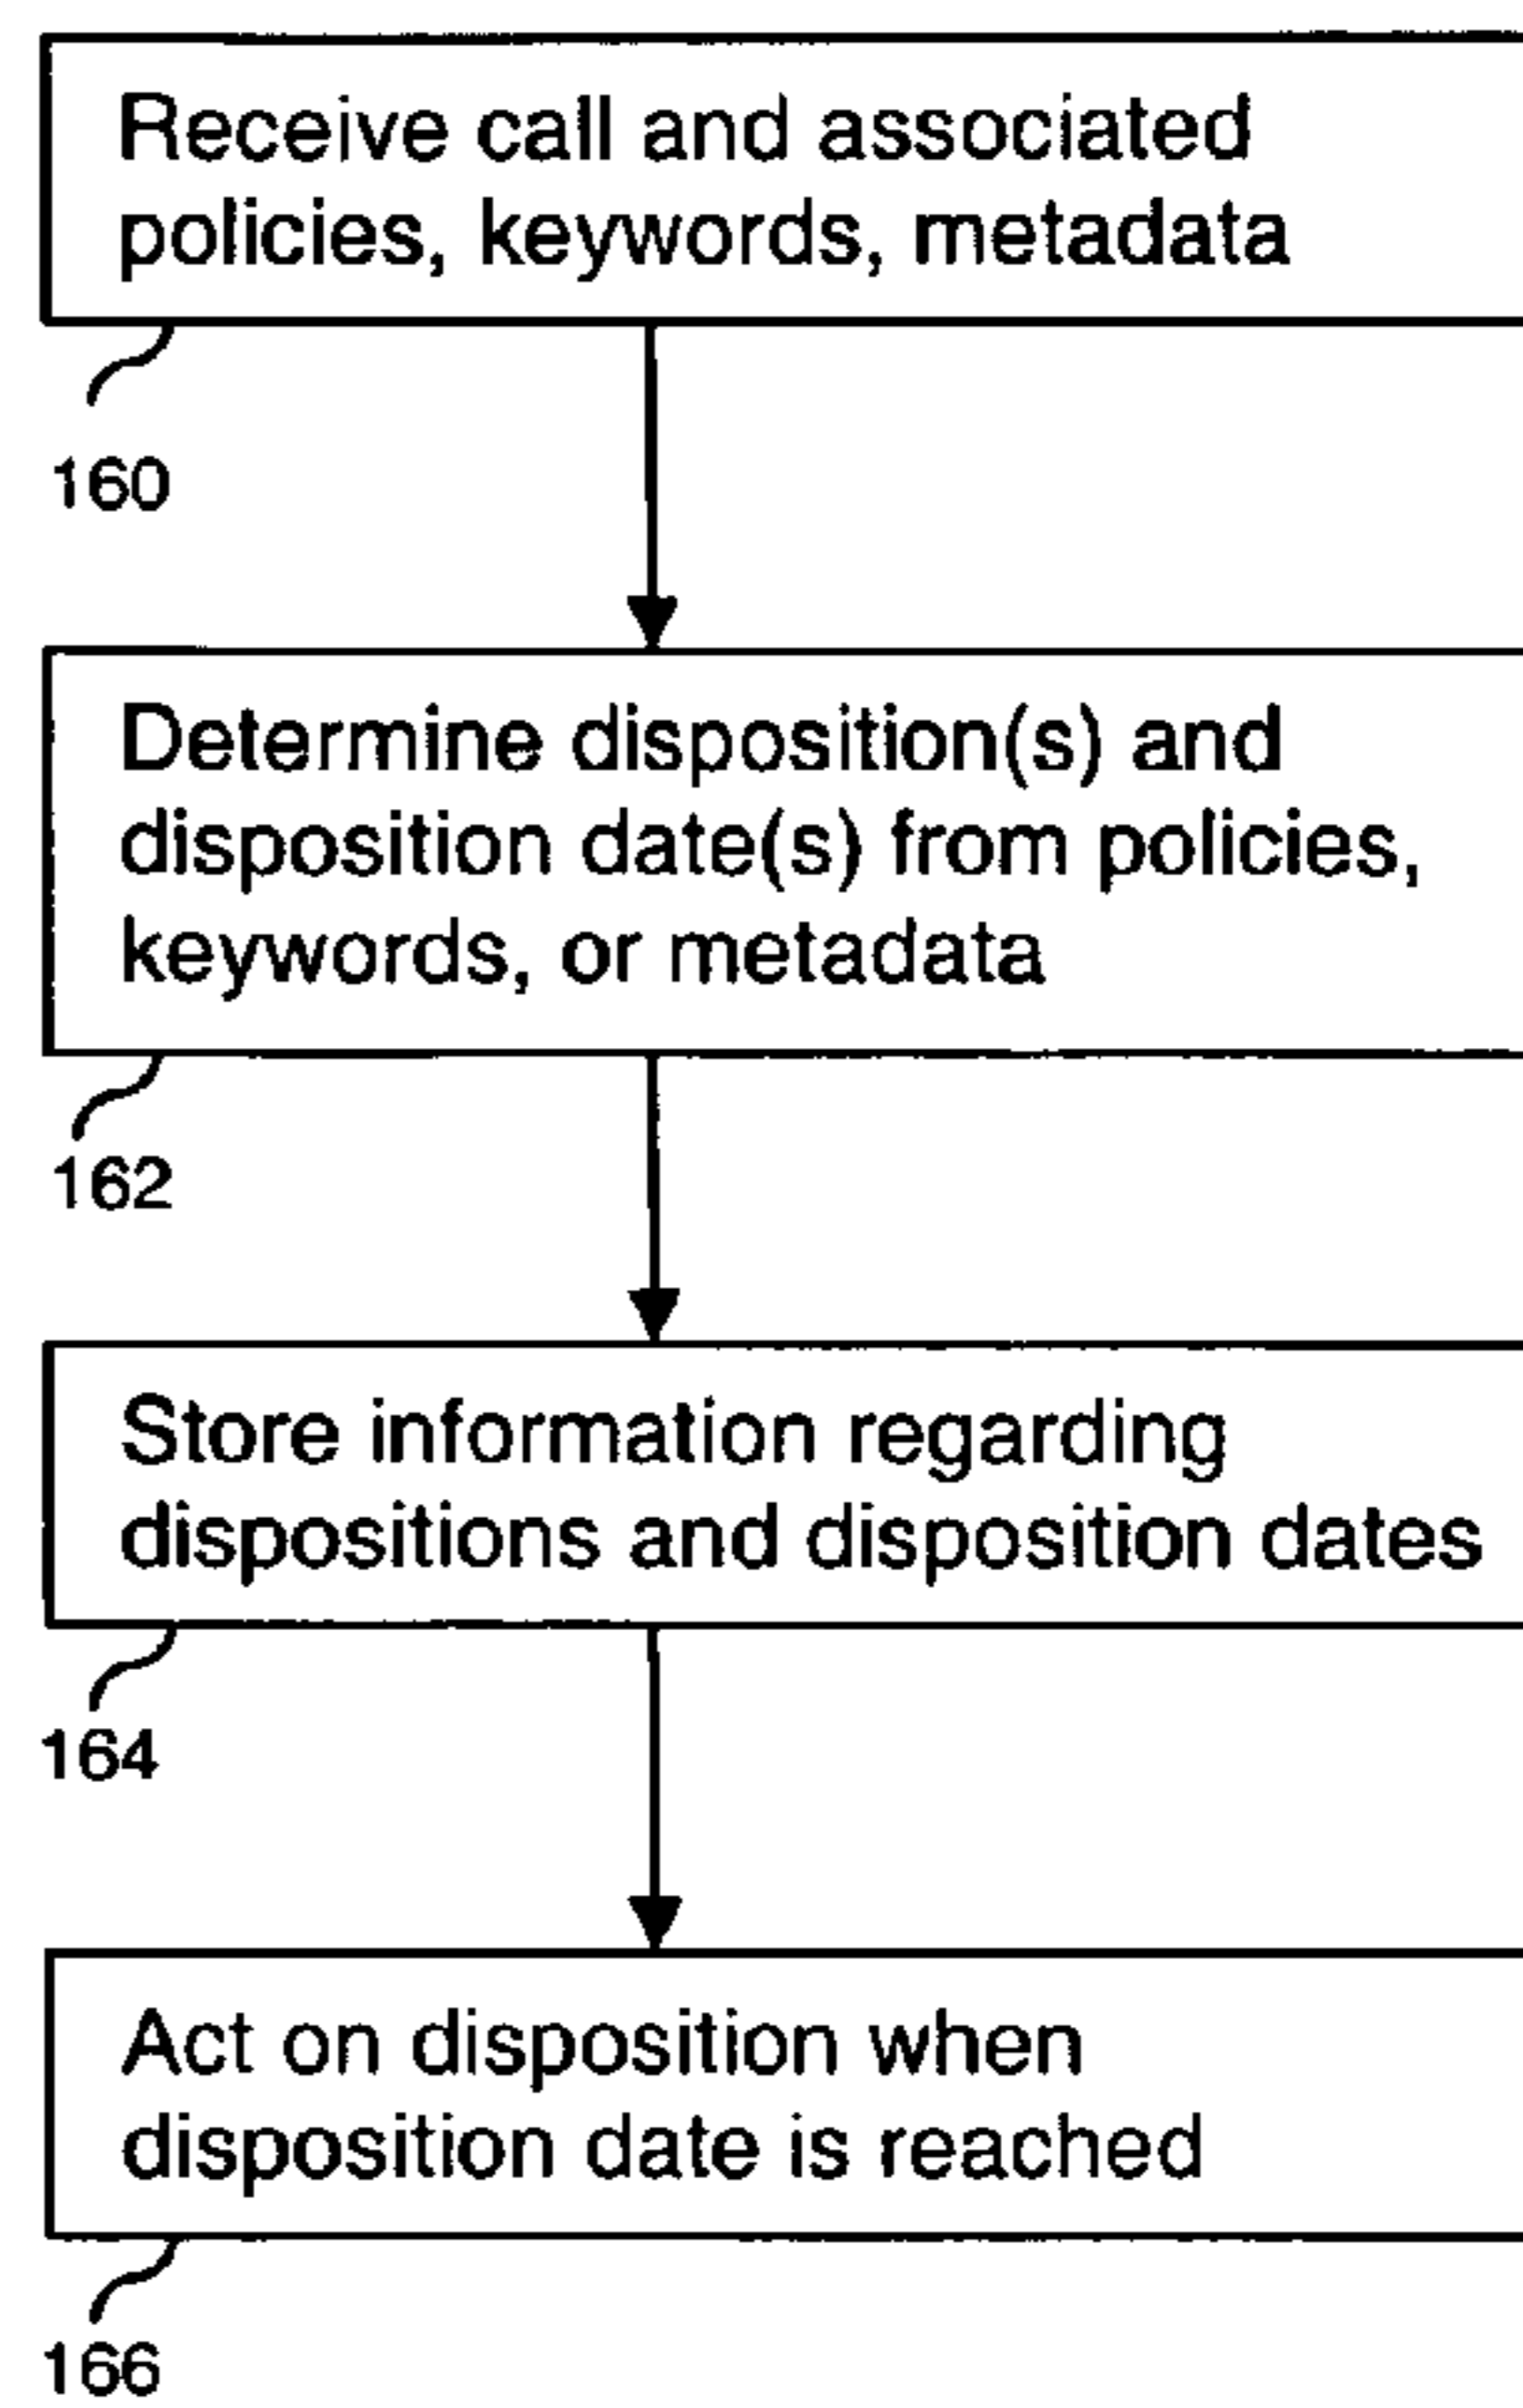 Receive call and associated
policies, keywords, metadata
160
Determine disposition(s) and
disposition date(s) from policies,
keywords, or metadata
162
Store information regarding
dispositions and disposition dates
164
Act on disposition when
disposition date is reached
166